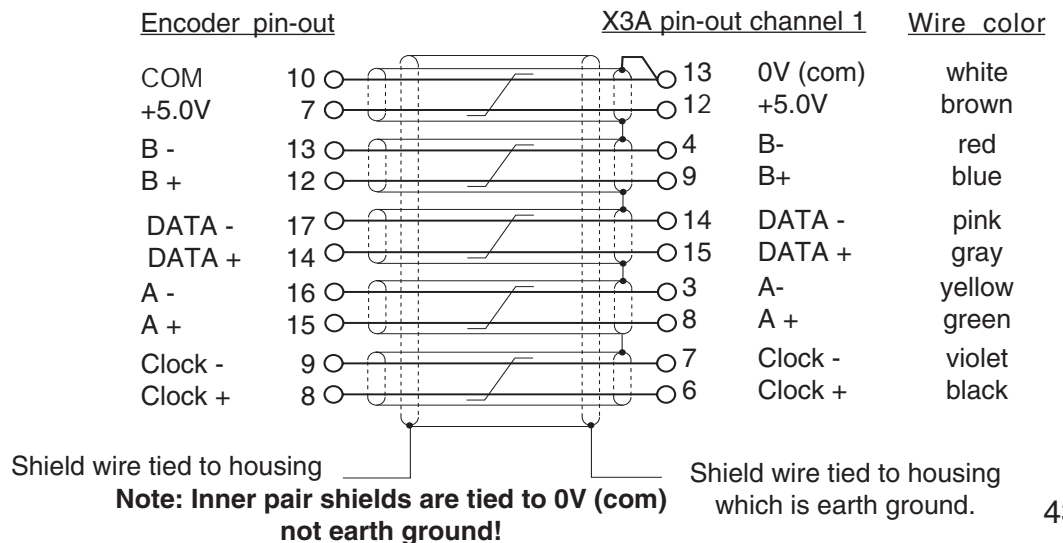 Encoder pin-out X3A pin-out channel 1 Wire color
COM 10 13 0V (com) white
+5.0V 7 12 +5.0V brown
B - 13 4 B- red
B + 12 9 B+ blue
DATA - 17 14 DATA - pink
DATA + 14 15 DATA + gray
A - 16 3 A- yellow
A + 15 8 A + green
Clock - 9 7 Clock - violet
Clock + 8 6 Clock + black
Shield wire tied to housing
Note: Inner pair shields are tied to 0V (com)
not earth ground!
Shield wire tied to housing
which is earth ground.